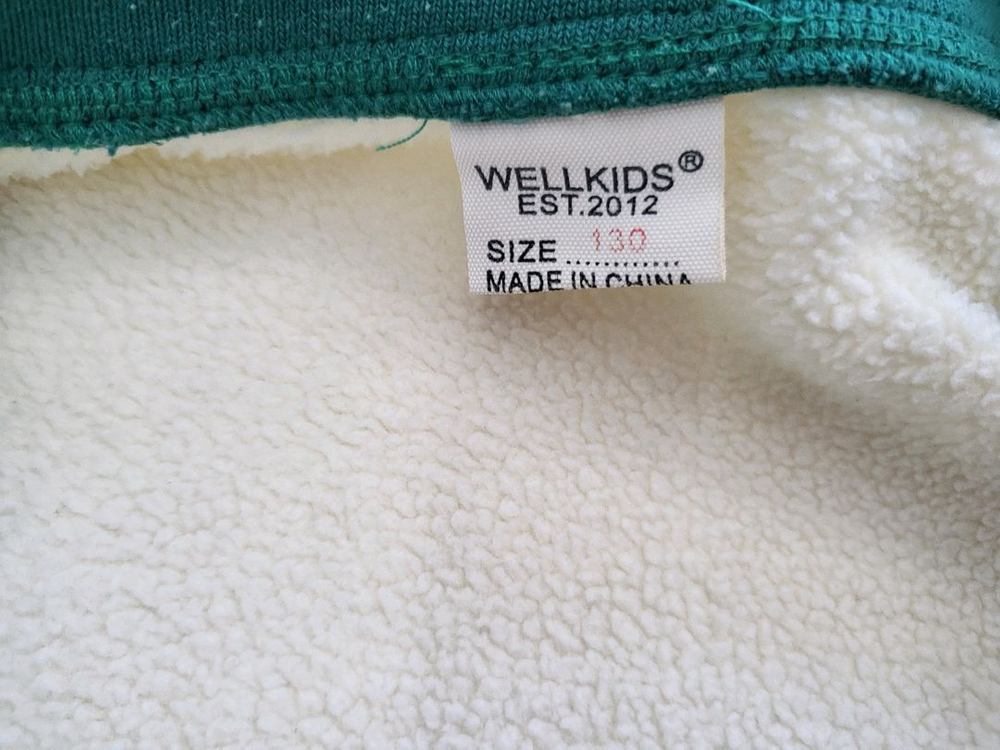 WELLKIDS®
EST.2012
SIZE ............ 130
MADE IN CHINA